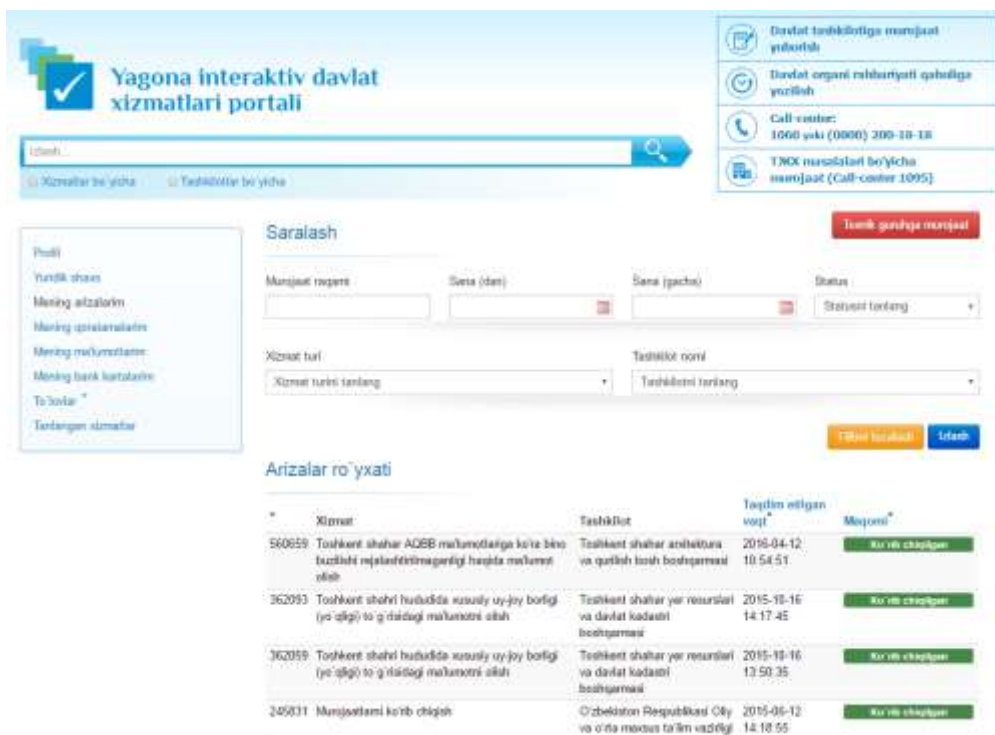 Yagona interaktiv davlat
xizmatlari portali
Davlat tashkilotiga murojaat
yuborish
Davlat organi rahbariyati qabuliga
yozilish
Call-center:
TJKX masalalari bo'yicha
murojaat (Call-center 1095)
Izlash...
Xizmatlar bo'yicha
Tashkilotlar bo'yicha
Profil
Yuridik shaxs
Mening arizalarim
Mening qoralamalarim
Mening ma'lumotlarim
Mening bank kartalarim
To'lovlar
Tanlangan xizmatlar
Saralash
Texnik guruhga murojaat
Murojaat raqami
Sana (dan)
Sana (gacha)
Status
Statusni tanlang
Xizmat turi
Tashkilot nomi
Xizmat turini tanlang
Tashkilotni tanlang
Filtrni tozalash
Izlash
Arizalar ro`yxati
Xizmat
Tashkilot
Taqdim etilgan
vaqt
Maqomi
560659 Toshkent shahar AQBB ma'lumotlariga ko'ra bino
buzilishi rejalashtirilmaganligi haqida ma'lumot
olish
Toshkent shahar arxitektura
va qurilish bosh boshqarmasi
2016-04-12
10:54:51
Ko`rib chiqilgan
362093 Toshkent shahri hududida xususiy uy-joy borligi
(yo`qligi) to`g`risidagi ma'lumotni olish
Toshkent shahar yer resurslari
va davlat kadastri
boshqarmasi
2015-10-16
14:17:45
Ko`rib chiqilgan
362059 Toshkent shahri hududida xususiy uy-joy borligi
(yo`qligi) to`g`risidagi ma'lumotni olish
Toshkent shahar yer resurslari
va davlat kadastri
boshqarmasi
2015-10-16
13:50:35
Ko`rib chiqilgan
245831 Murojaatlarni ko'rib chiqish
O'zbekiston Respublikasi Oliy
va o'rta maxsus ta'lim vazirligi
2015-06-12
14:18:55
Ko`rib chiqilgan